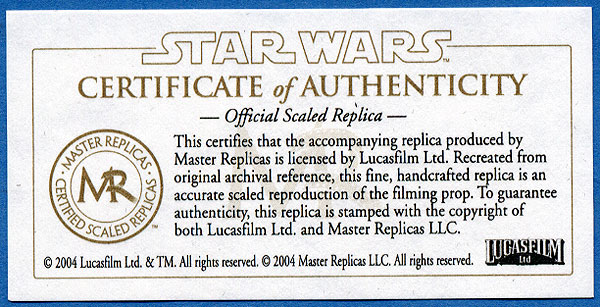 STAR WARS™
CERTIFICATE of AUTHENTICITY
— Official Scaled Replica —
This certifies that the accompanying replica produced by
Master Replicas is licensed by Lucasfilm Ltd. Recreated from
original archival reference, this fine, handcrafted replica is an
accurate scaled reproduction of the filming prop. To guarantee
authenticity, this replica is stamped with the copyright of
both Lucasfilm Ltd. and Master Replicas LLC.
• MASTER REPLICAS •
MR
CERTIFIED SCALED REPLICAS
™
LUCASFILM
Ltd
© 2004 Lucasfilm Ltd. & TM. All rights reserved. © 2004 Master Replicas LLC. All rights reserved.